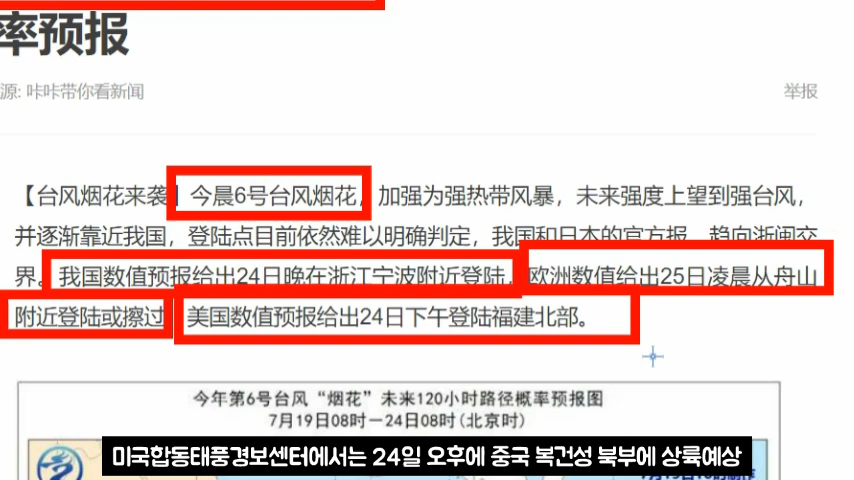 率预报
源: 咔咔带你看新闻
举报
【台风烟花来袭】今晨6号台风烟花，加强为强热带风暴，未来强度上望到强台风，
并逐渐靠近我国，登陆点目前依然难以明确判定，我国和日本的官方报，趋向浙闽交
界。我国数值预报给出24日晚在浙江宁波附近登陆，欧洲数值给出25日凌晨从舟山
附近登陆或擦过，美国数值预报给出24日下午登陆福建北部。
今年第6号台风“烟花”未来120小时路径概率预报图
7月19日08时－24日08时(北京时)
미국합동태풍경보센터에서는 24일 오후에 중국 복건성 북부에 상륙예상